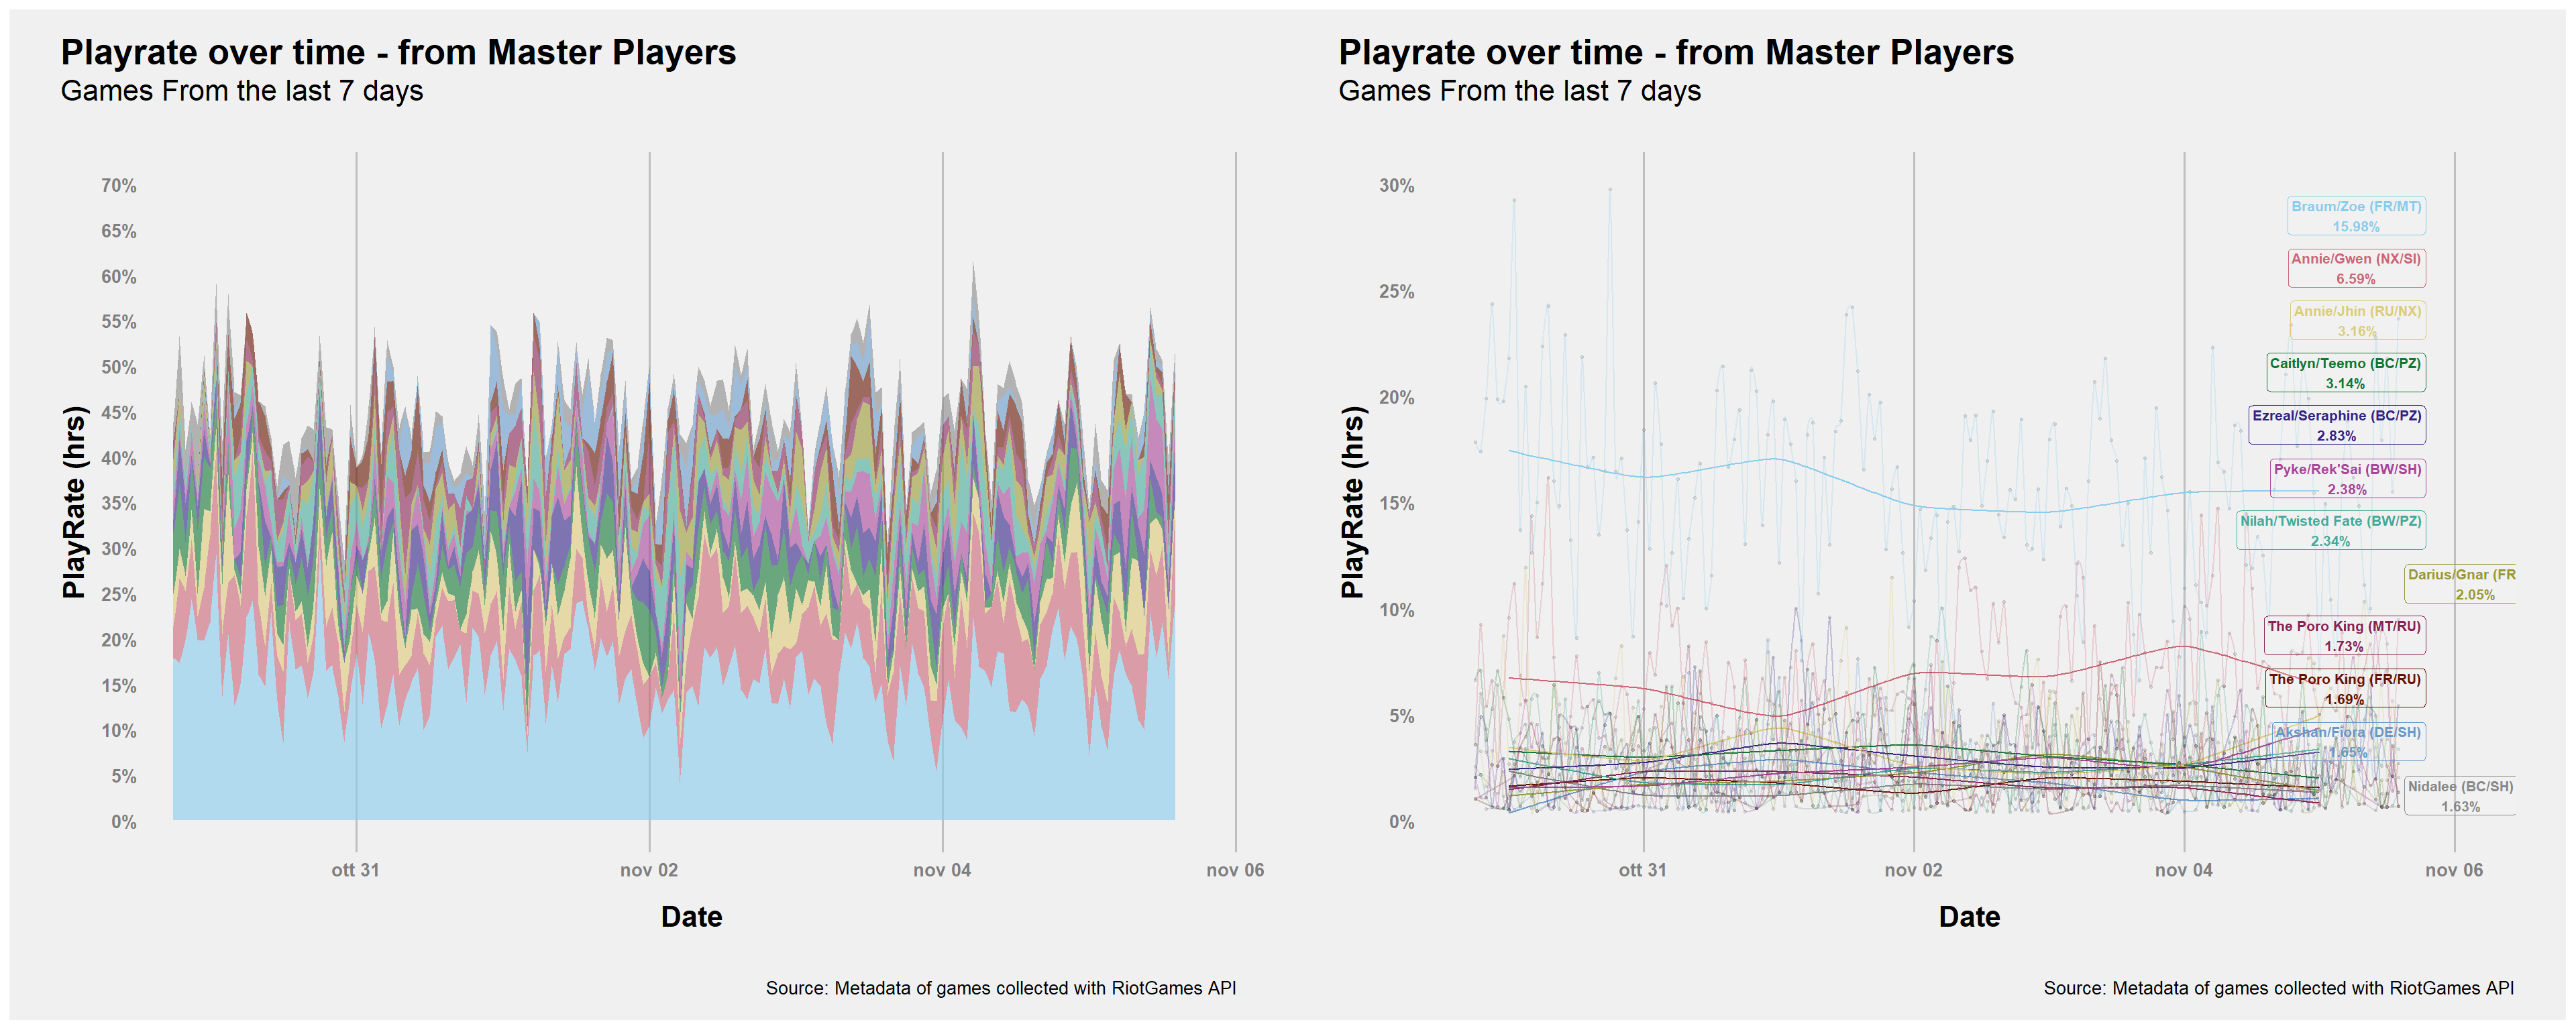 Playrate over time - from Master Players
Games From the last 7 days
PlayRate (hrs)
70%
65%
60%
55%
50%
45%
40%
35%
30%
25%
20%
15%
10%
5%
0%
ott 31
nov 02
nov 04
nov 06
Date
Source: Metadata of games collected with RiotGames API
Playrate over time - from Master Players
Games From the last 7 days
PlayRate (hrs)
30%
25%
20%
15%
10%
5%
0%
Braum/Zoe (FR/MT)
15.98%
Annie/Gwen (NX/SI)
6.59%
Annie/Jhin (RU/NX)
3.16%
Caitlyn/Teemo (BC/PZ)
3.14%
Ezreal/Seraphine (BC/PZ)
2.83%
Pyke/Rek'Sai (BW/SH)
2.38%
Nilah/Twisted Fate (BW/PZ)
2.34%
Darius/Gnar (FR
2.05%
The Poro King (MT/RU)
1.73%
The Poro King (FR/RU)
1.69%
Akshan/Fiora (DE/SH)
1.65%
Nidalee (BC/SH)
1.63%
ott 31
nov 02
nov 04
nov 06
Date
Source: Metadata of games collected with RiotGames API